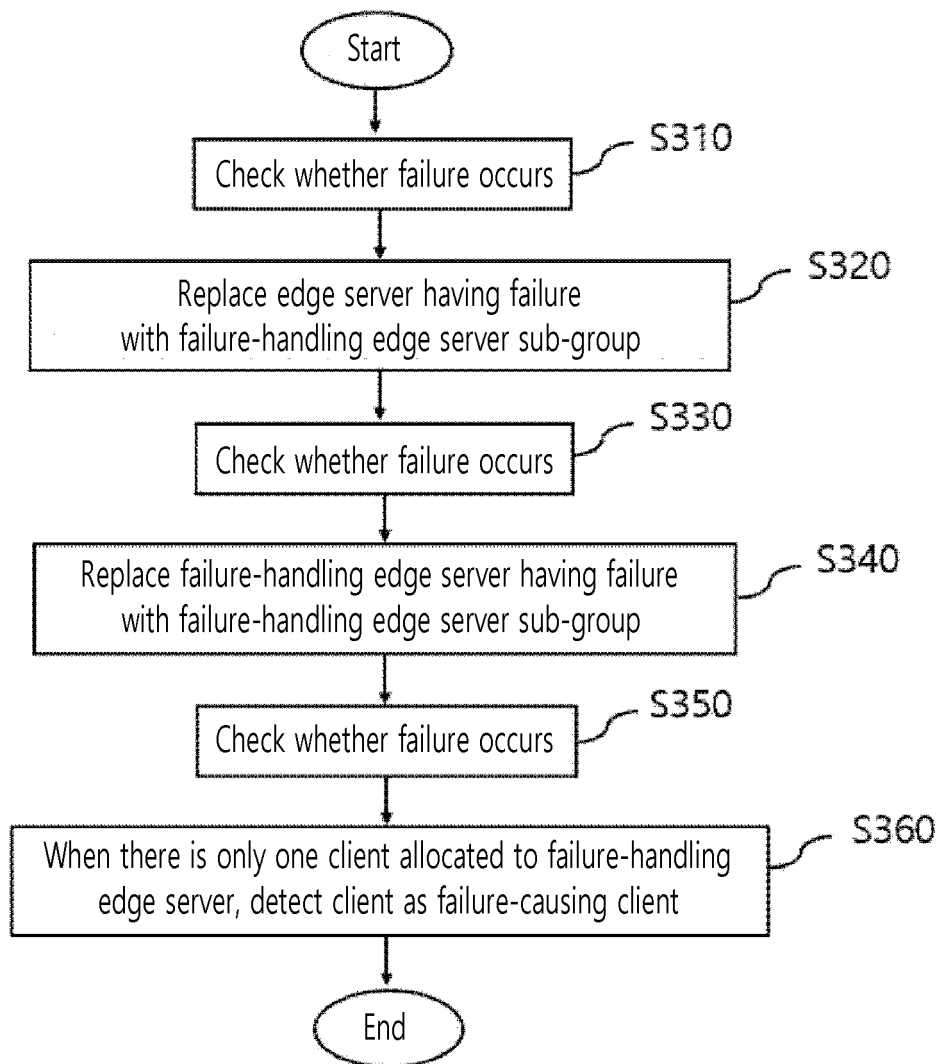 Start
S310
Check whether failure occurs
S320
Replace edge server having failure
with failure-handling edge server sub-group
S330
Check whether failure occurs
S340
Replace failure-handling edge server having failure
with failure-handling edge server sub-group
S350
Check whether failure occurs
S360
When there is only one client allocated to failure-handling
edge server, detect client as failure-causing client
End